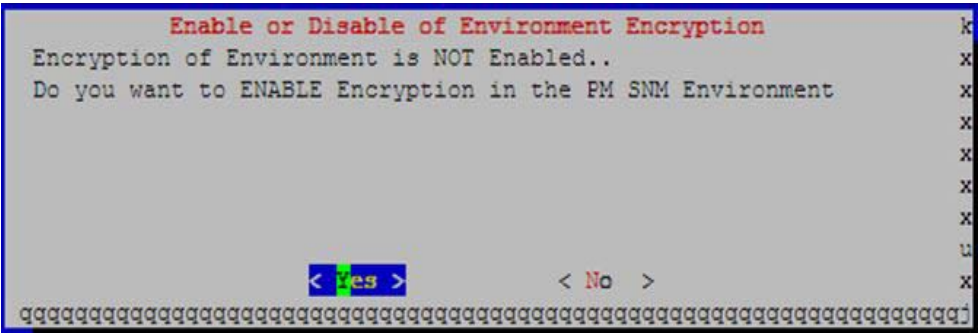 Enable or Disable of Environment Encryption k
Encryption of Environment is NOT Enabled.. x
Do you want to ENABLE Encryption in the PM SNM Environment x
x
x
x
x
u
< Yes > < No > x
qqqqqqqqqqqqqqqqqqqqqqqqqqqqqqqqqqqqqqqqqqqqqqqqqqqqqqqqqqqqqqqqqqqqj